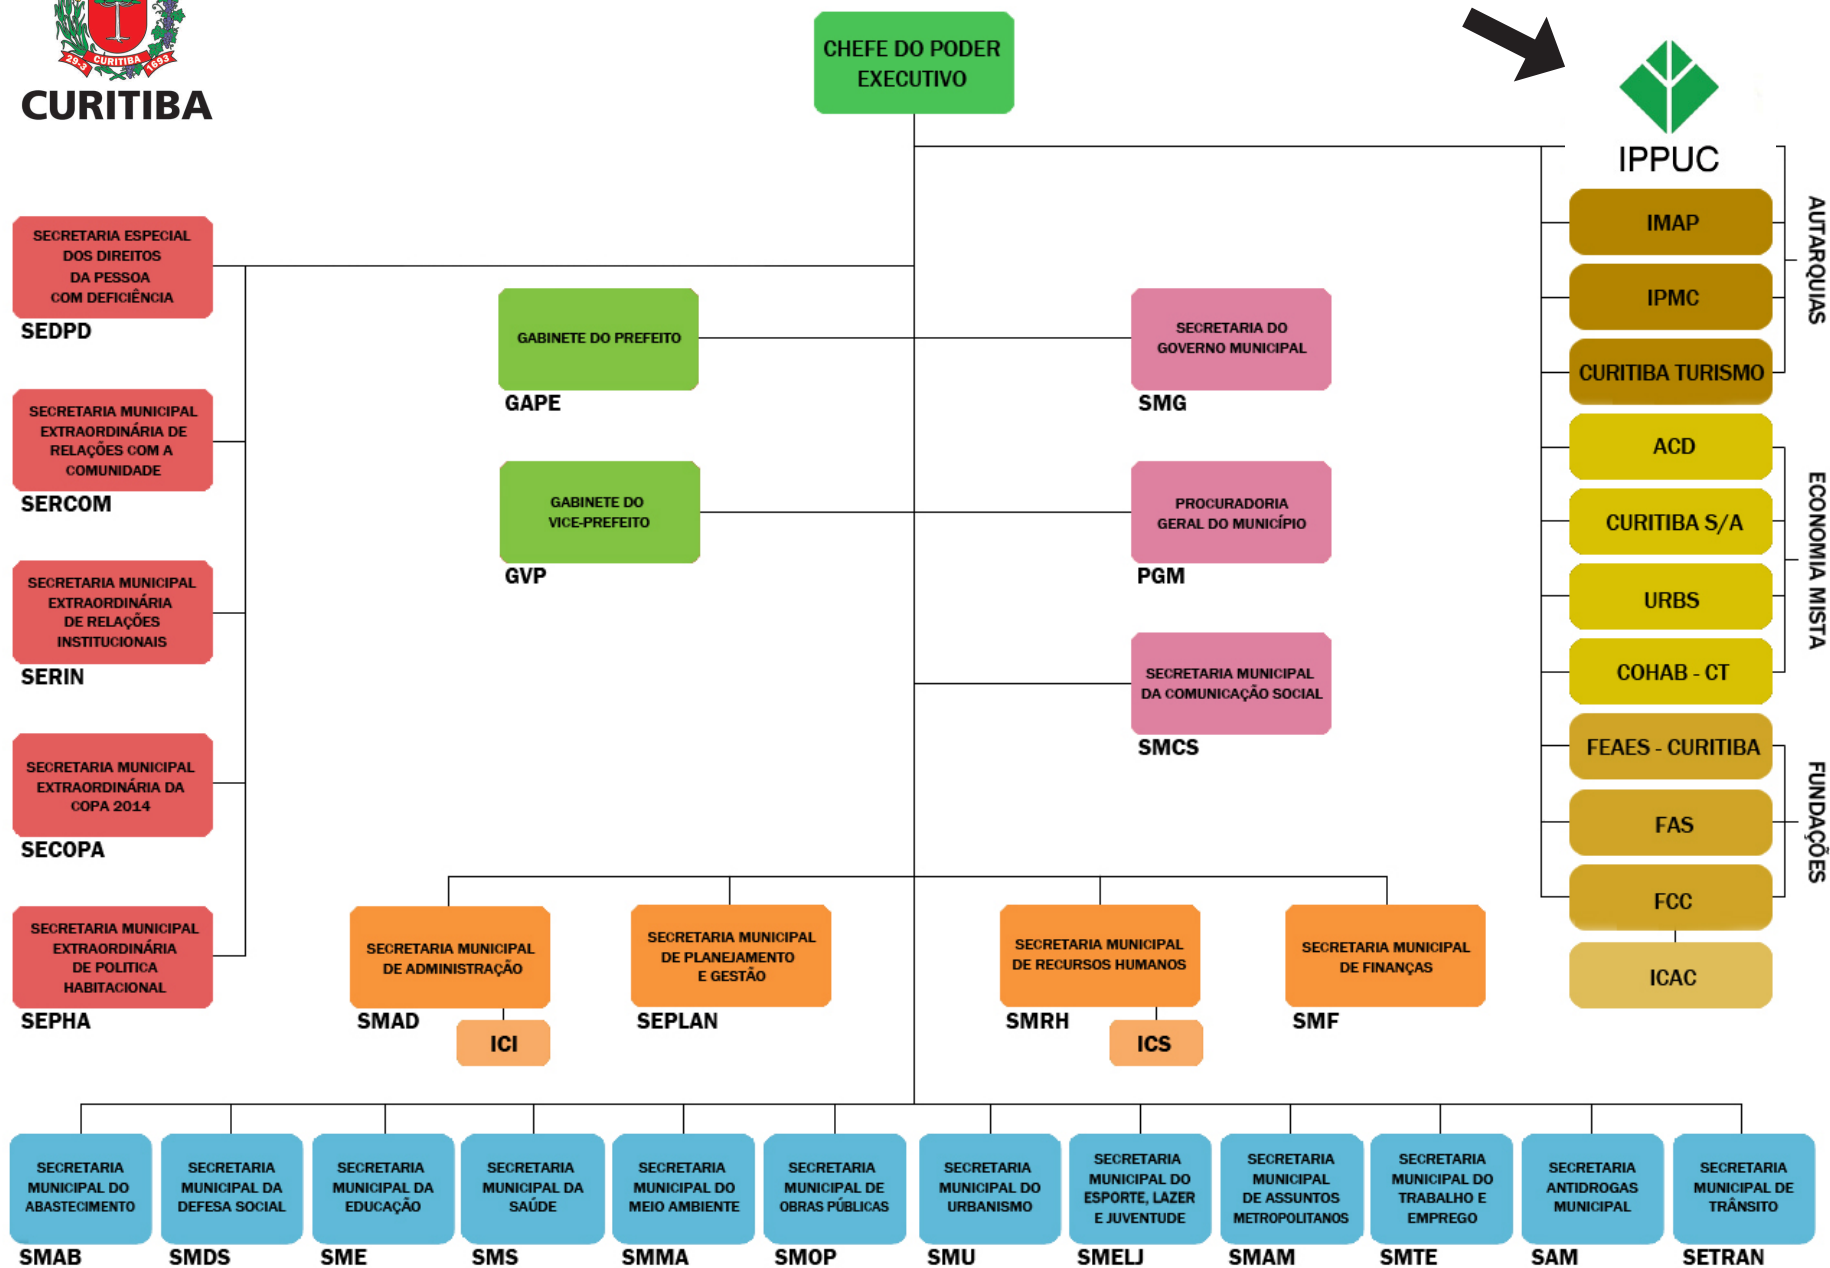 29-3 CURITIBA 1693
CURITIBA
CHEFE DO PODER
EXECUTIVO
IPPUC
IMAP
IPMC
CURITIBA TURISMO
AUTARQUIAS
ACD
CURITIBA S/A
URBS
COHAB - CT
ECONOMIA MISTA
FEAES - CURITIBA
FAS
FCC
FUNDAÇÕES
ICAC
SECRETARIA ESPECIAL
DOS DIREITOS
DA PESSOA
COM DEFICIÊNCIA
SEDPD
SECRETARIA MUNICIPAL
EXTRAORDINÁRIA DE
RELAÇÕES COM A
COMUNIDADE
SERCOM
SECRETARIA MUNICIPAL
EXTRAORDINÁRIA
DE RELAÇÕES
INSTITUCIONAIS
SERIN
SECRETARIA MUNICIPAL
EXTRAORDINÁRIA DA
COPA 2014
SECOPA
SECRETARIA MUNICIPAL
EXTRAORDINÁRIA
DE POLITICA
HABITACIONAL
SEPHA
GABINETE DO PREFEITO
GAPE
GABINETE DO
VICE-PREFEITO
GVP
SECRETARIA DO
GOVERNO MUNICIPAL
SMG
PROCURADORIA
GERAL DO MUNICÍPIO
PGM
SECRETARIA MUNICIPAL
DA COMUNICAÇÃO SOCIAL
SMCS
SECRETARIA MUNICIPAL
DE ADMINISTRAÇÃO
SMAD
ICI
SECRETARIA MUNICIPAL
DE PLANEJAMENTO
E GESTÃO
SEPLAN
SECRETARIA MUNICIPAL
DE RECURSOS HUMANOS
SMRH
ICS
SECRETARIA MUNICIPAL
DE FINANÇAS
SMF
SECRETARIA
MUNICIPAL DO
ABASTECIMENTO
SMAB
SECRETARIA
MUNICIPAL DA
DEFESA SOCIAL
SMDS
SECRETARIA
MUNICIPAL DA
EDUCAÇÃO
SME
SECRETARIA
MUNICIPAL DA
SAÚDE
SMS
SECRETARIA
MUNICIPAL DO
MEIO AMBIENTE
SMMA
SECRETARIA
MUNICIPAL DE
OBRAS PÚBLICAS
SMOP
SECRETARIA
MUNICIPAL DO
URBANISMO
SMU
SECRETARIA
MUNICIPAL DO
ESPORTE, LAZER
E JUVENTUDE
SMELJ
SECRETARIA
MUNICIPAL
DE ASSUNTOS
METROPOLITANOS
SMAM
SECRETARIA
MUNICIPAL DO
TRABALHO E
EMPREGO
SMTE
SECRETARIA
ANTIDROGAS
MUNICIPAL
SAM
SECRETARIA
MUNICIPAL DE
TRÂNSITO
SETRAN